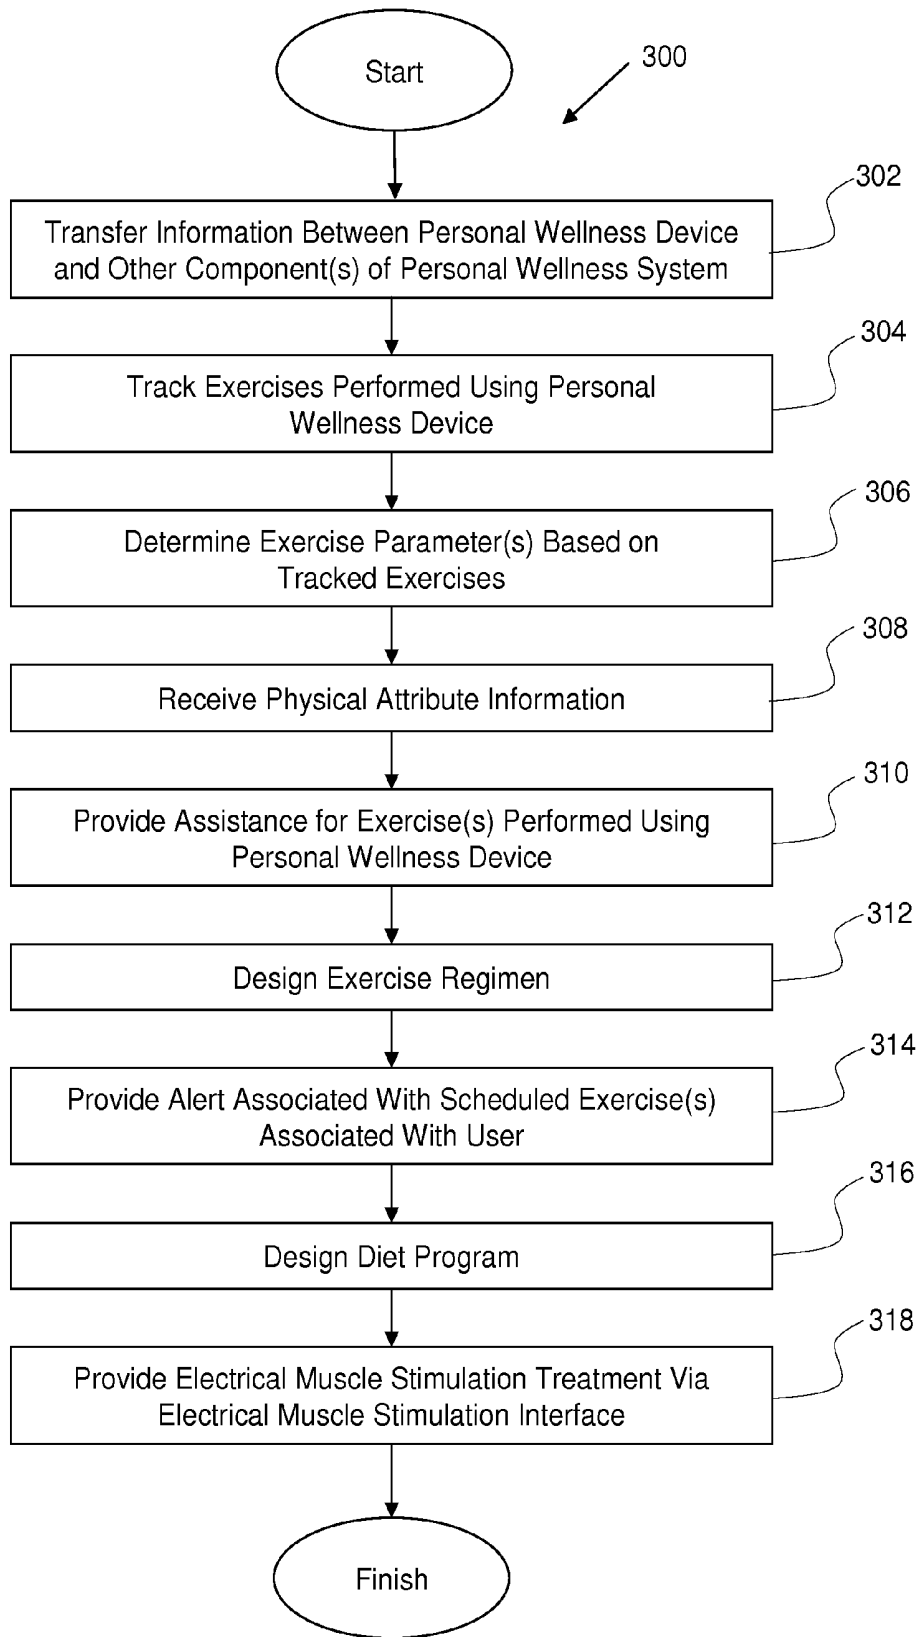 Start
300
302
Transfer Information Between Personal Wellness Device
and Other Component(s) of Personal Wellness System
304
Track Exercises Performed Using Personal
Wellness Device
306
Determine Exercise Parameter(s) Based on
Tracked Exercises
308
Receive Physical Attribute Information
310
Provide Assistance for Exercise(s) Performed Using
Personal Wellness Device
312
Design Exercise Regimen
314
Provide Alert Associated With Scheduled Exercise(s)
Associated With User
316
Design Diet Program
318
Provide Electrical Muscle Stimulation Treatment Via
Electrical Muscle Stimulation Interface
Finish